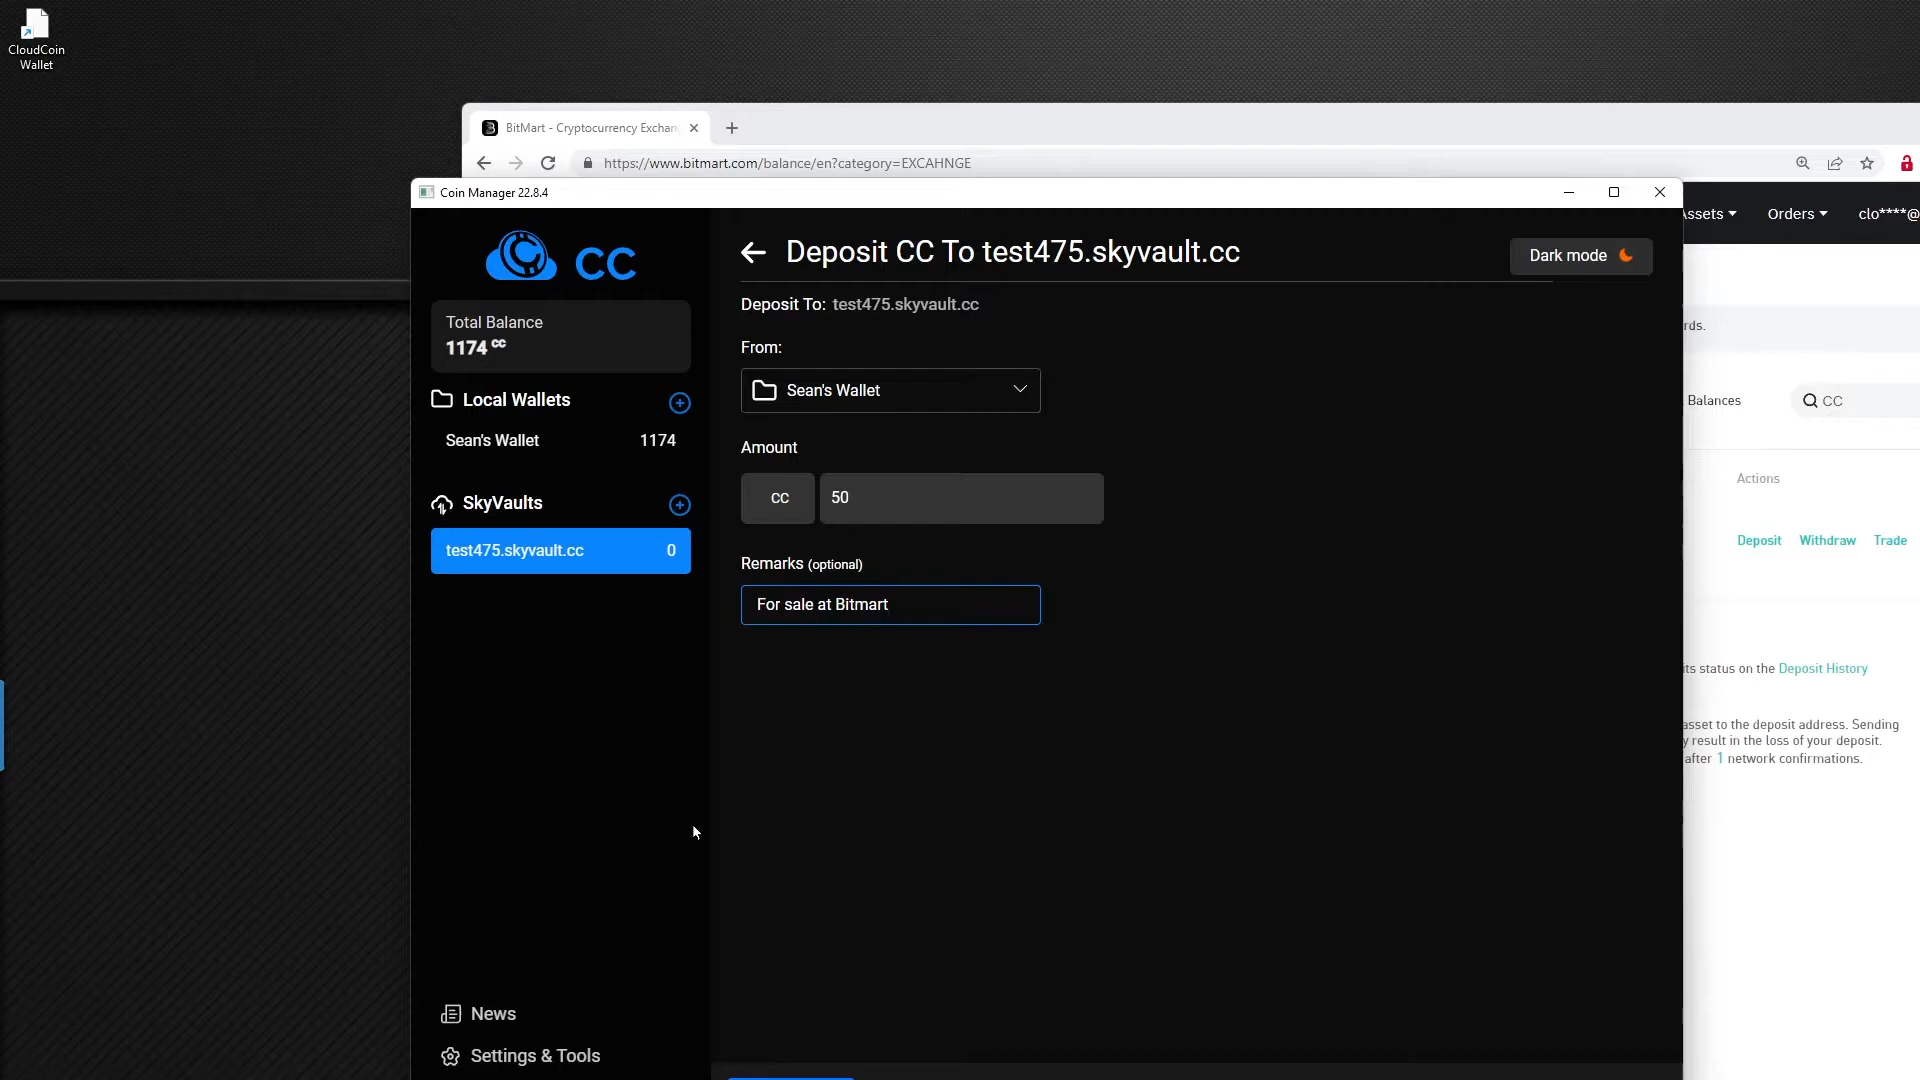 CloudCoin
Wallet
BitMart - Cryptocurrency Exchan
https://www.bitmart.com/balance/en?category=EXCAHNGE
Coin Manager 22.8.4
Assets
Orders
clo****@
CC
Deposit CC To test475.skyvault.cc
Dark mode
Total Balance
1174 cc
Deposit To: test475.skyvault.cc
From:
Sean's Wallet
Local Wallets
Sean's Wallet 1174
Amount
CC 50
SkyVaults
test475.skyvault.cc 0
Remarks (optional)
For sale at Bitmart
News
Settings & Tools
rds.
Balances
CC
Actions
Deposit Withdraw Trade
its status on the Deposit History
asset to the deposit address. Sending
y result in the loss of your deposit.
after 1 network confirmations.